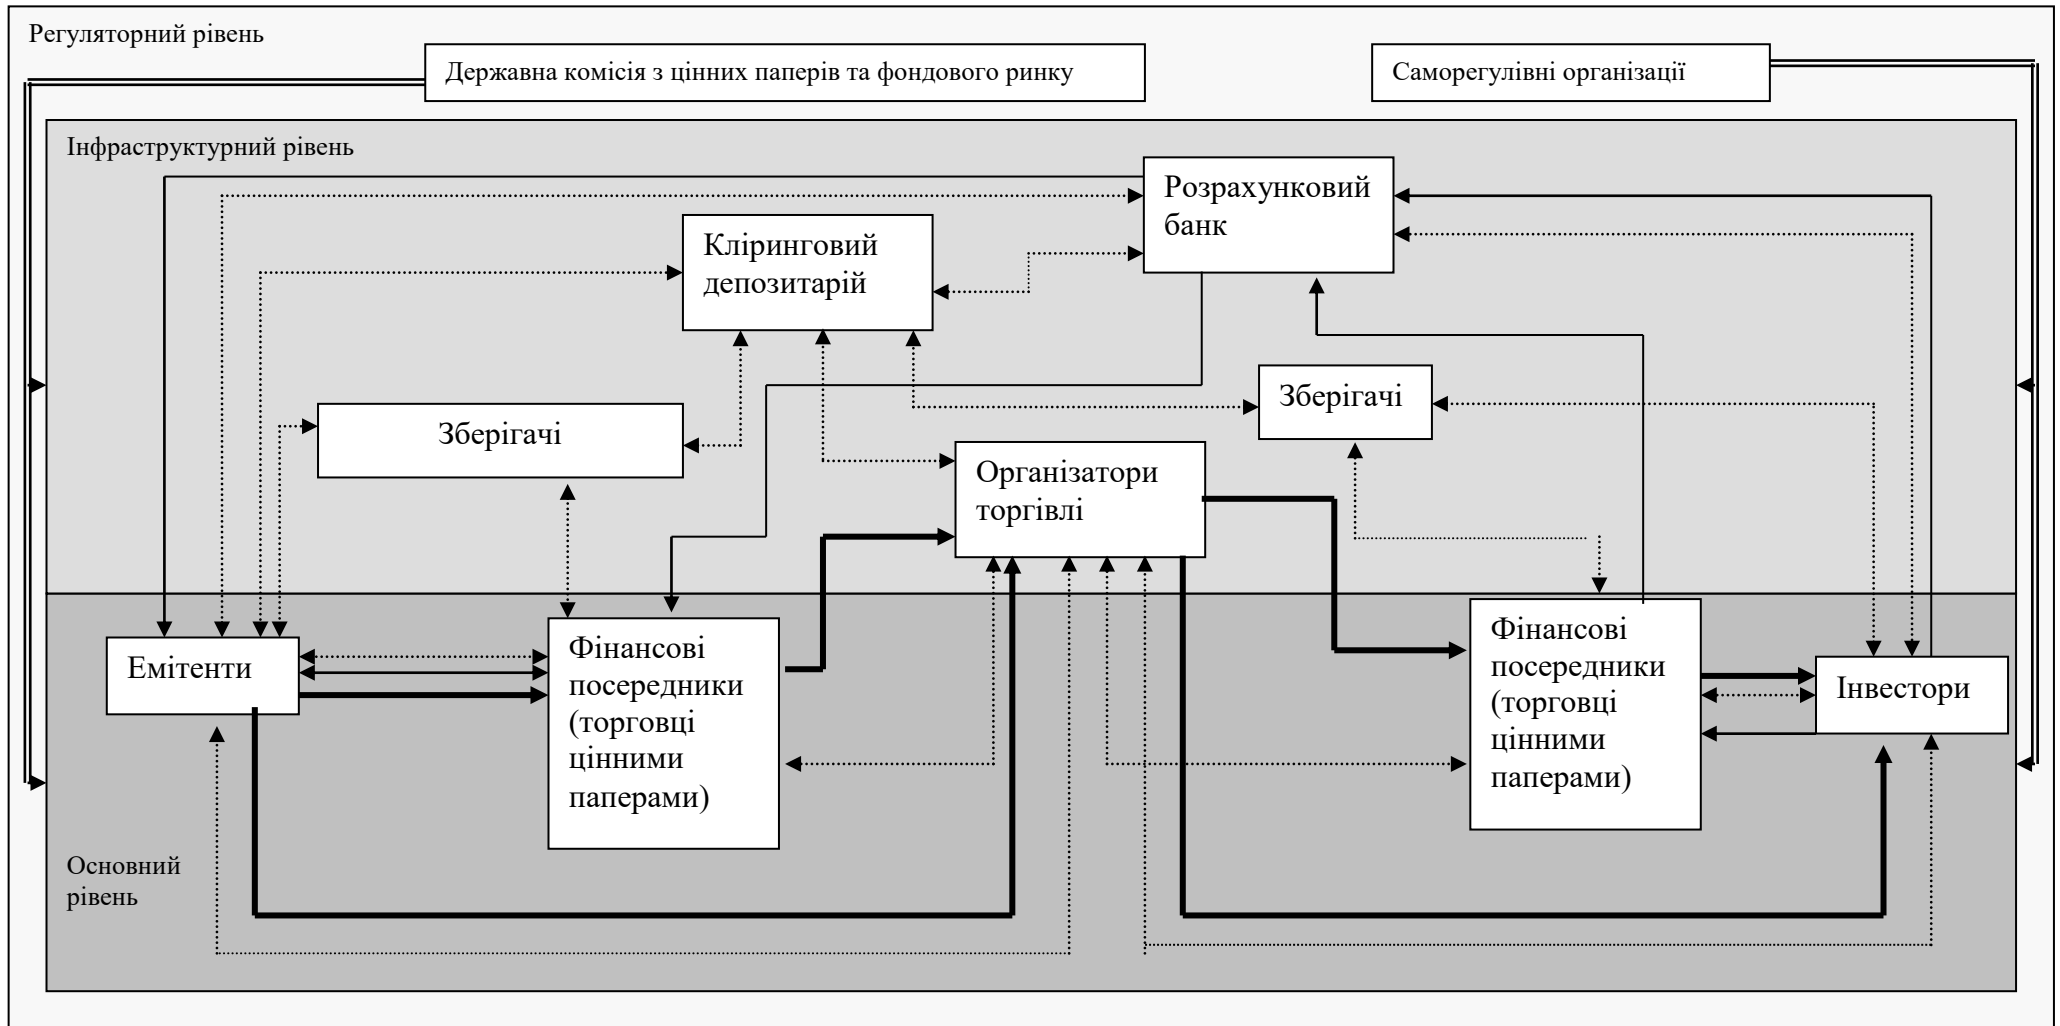 Регуляторний рівень
Державна комісія з цінних паперів та фондового ринку
Саморегулівні організації
Інфраструктурний рівень
Розрахунковий
банк
Кліринговий
депозитарій
Зберігачі
Зберігачі
Організатори
торгівлі
Емітенти
Фінансові
посередники
(торговці
цінними
паперами)
Фінансові
посередники
(торговці
цінними
паперами)
Інвестори
Основний
рівень